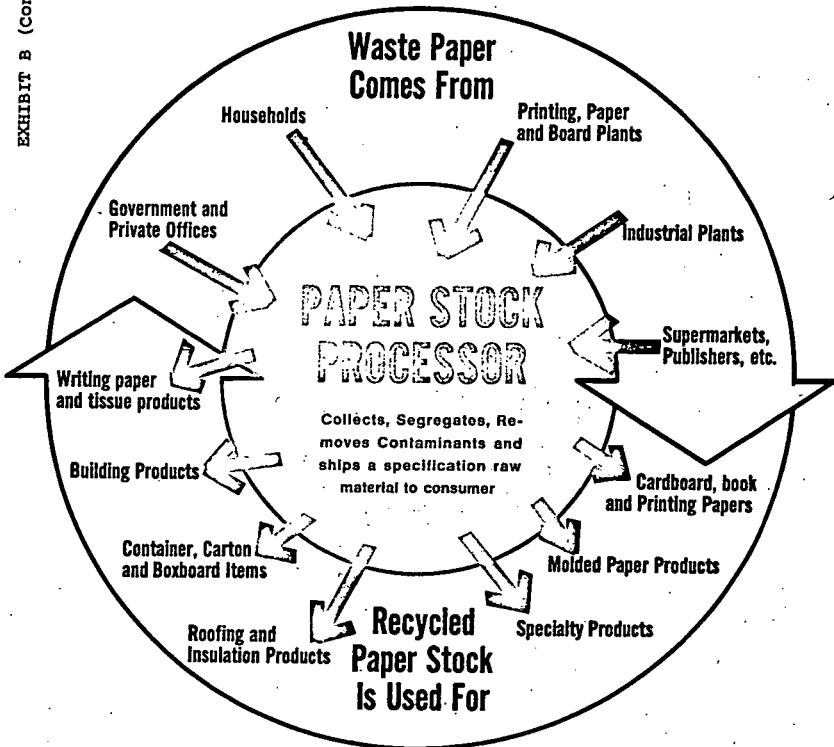 EXHIBIT B
Waste Paper
Comes From
Households
Printing, Paper
and Board Plants
Government and
Private Offices
Industrial Plants
PAPER STOCK
PROCESSOR
Supermarkets,
Publishers, etc.
Collects, Segregates, Re-
moves Contaminants and
ships a specification raw
material to consumer
Writing paper
and tissue products
Building Products
Cardboard, book
and Printing Papers
Container, Carton
and Boxboard Items
Molded Paper Products
Roofing and
Insulation Products
Specialty Products
Recycled
Paper Stock
Is Used For